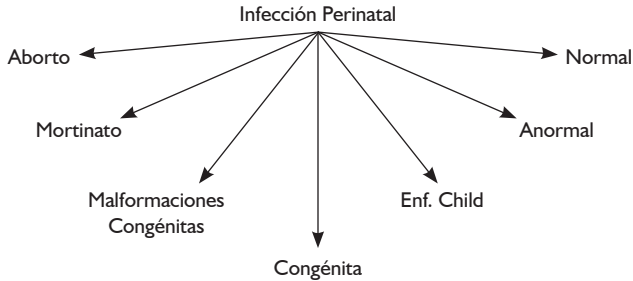 Infección Perinatal
Aborto
Normal
Mortinato
Anormal
Malformaciones
Congénitas
Enf. Child
Congénita